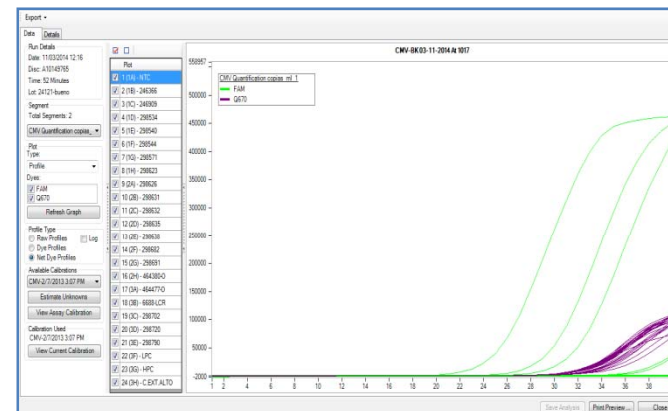 Export
Data Details
Run Details
Date: 11/03/2014 12:16
Disc: A10149765
Time: 52 Minutes
Lot: 24121-bueno
Segment
Total Segments: 2
CMV Quantification copias_
Plot
Type:
Profile
Dyes:
FAM
Q670
Refresh Graph
Profile Type
Raw Profiles Log
Dye Profiles
Net Dye Profiles
Available Calibrations
CMV-2/7/2013 3:07 PM
Estimate Unknowns
View Assay Calibration
Calibration Used
CMV-2/7/2013 3:07 PM
View Current Calibration
Plot
1 (1A) - NTC
2 (1B) - 246366
3 (1C) - 246909
4 (1D) - 298534
5 (1E) - 298540
6 (1F) - 298544
7 (1G) - 298571
8 (1H) - 298623
9 (2A) - 298626
10 (2B) - 298631
11 (2C) - 298632
12 (2D) - 298635
13 (2E) - 298638
14 (2F) - 298682
15 (2G) - 298691
16 (2H) - 464380-O
17 (3A) - 464477-O
18 (3B) - 6688-LCR
19 (3C) - 298702
20 (3D) - 298720
21 (3E) - 298790
22 (3F) - LPC
23 (3G) - HPC
24 (3H) - C.EXT.ALTO
CMV-BK 03-11-2014 At 1017
550957
500000
450000
400000
350000
300000
250000
200000
150000
100000
50000
-2000
CMV Quantification copias_ml_1
FAM
Q670
1 2 4 6 8 10 12 14 16 18 20 22 24 26 28 30 32 34 36 38
Save Analysis Print Preview ... Close